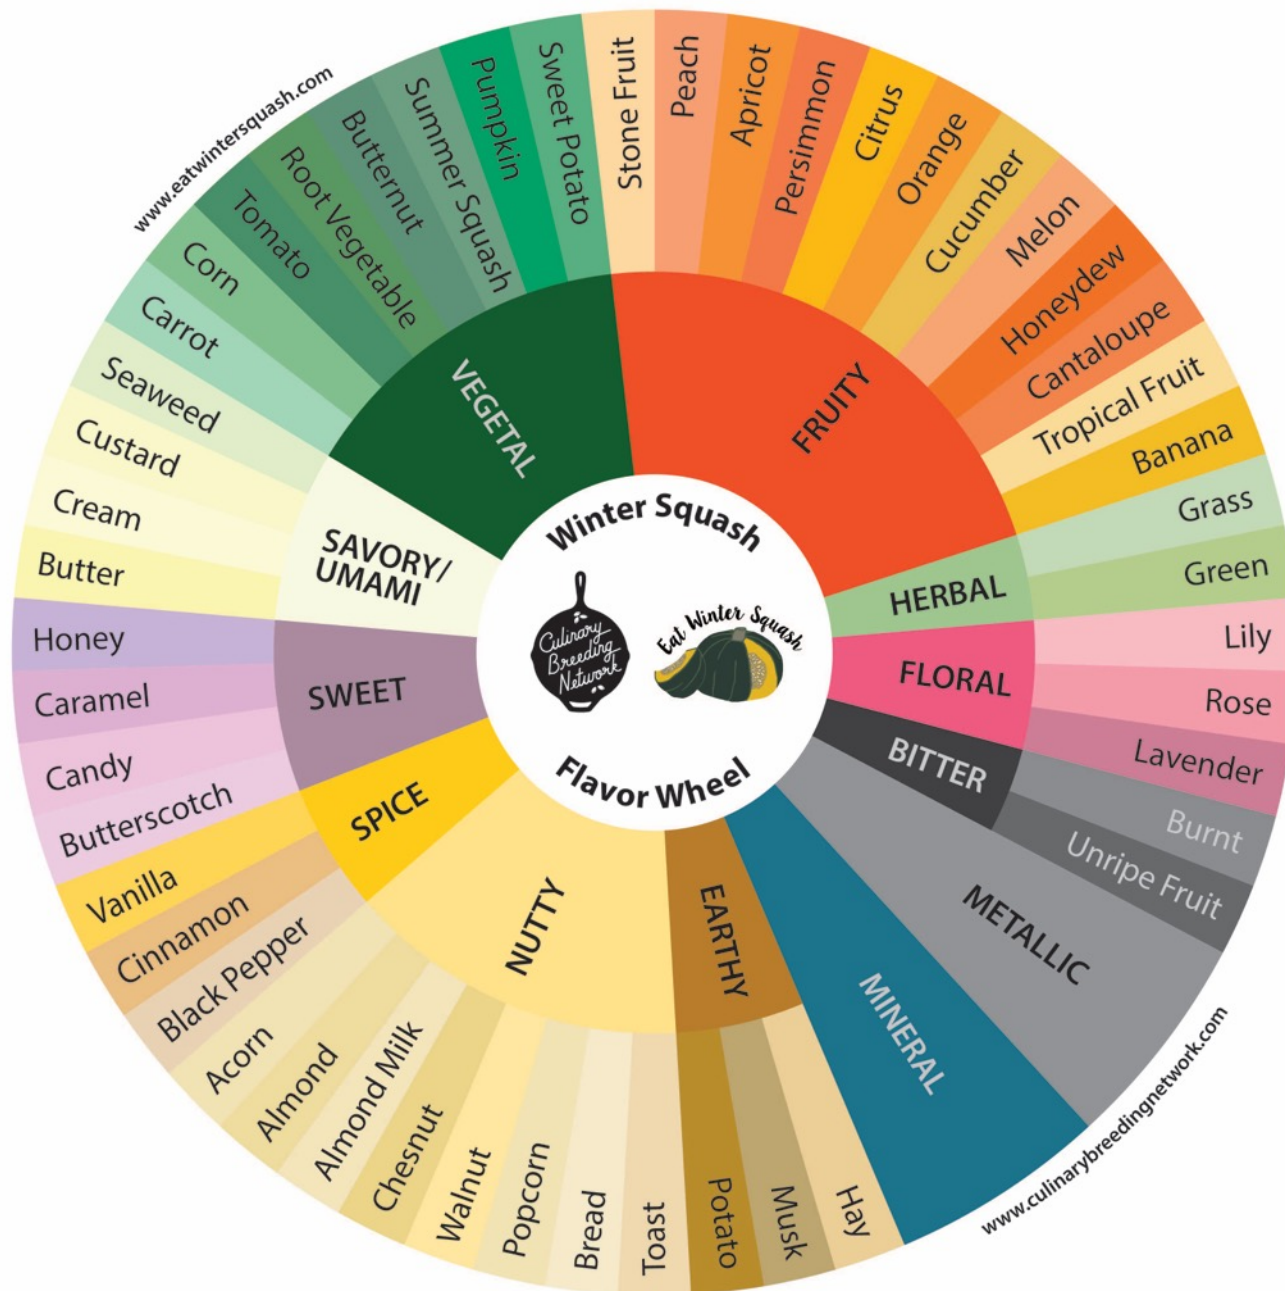 www.eatwintersquash.com
Winter Squash
Culinary
Breeding
Network
Eat Winter Squash
Flavor Wheel
FRUITY
Stone Fruit
Peach
Apricot
Persimmon
Citrus
Orange
Cucumber
Melon
Honeydew
Cantaloupe
Tropical Fruit
Banana
HERBAL
Grass
Green
FLORAL
Lily
Rose
Lavender
BITTER
Burnt
Unripe Fruit
METALLIC
MINERAL
EARTHY
Hay
Musk
Potato
NUTTY
Toast
Bread
Popcorn
Walnut
Chesnut
Almond Milk
Almond
Acorn
SPICE
Black Pepper
Cinnamon
Vanilla
SWEET
Butterscotch
Candy
Caramel
Honey
SAVORY/
UMAMI
Butter
Cream
Custard
Seaweed
VEGETAL
Carrot
Corn
Tomato
Root Vegetable
Butternut
Summer Squash
Pumpkin
Sweet Potato
www.culinarybreedingnetwork.com